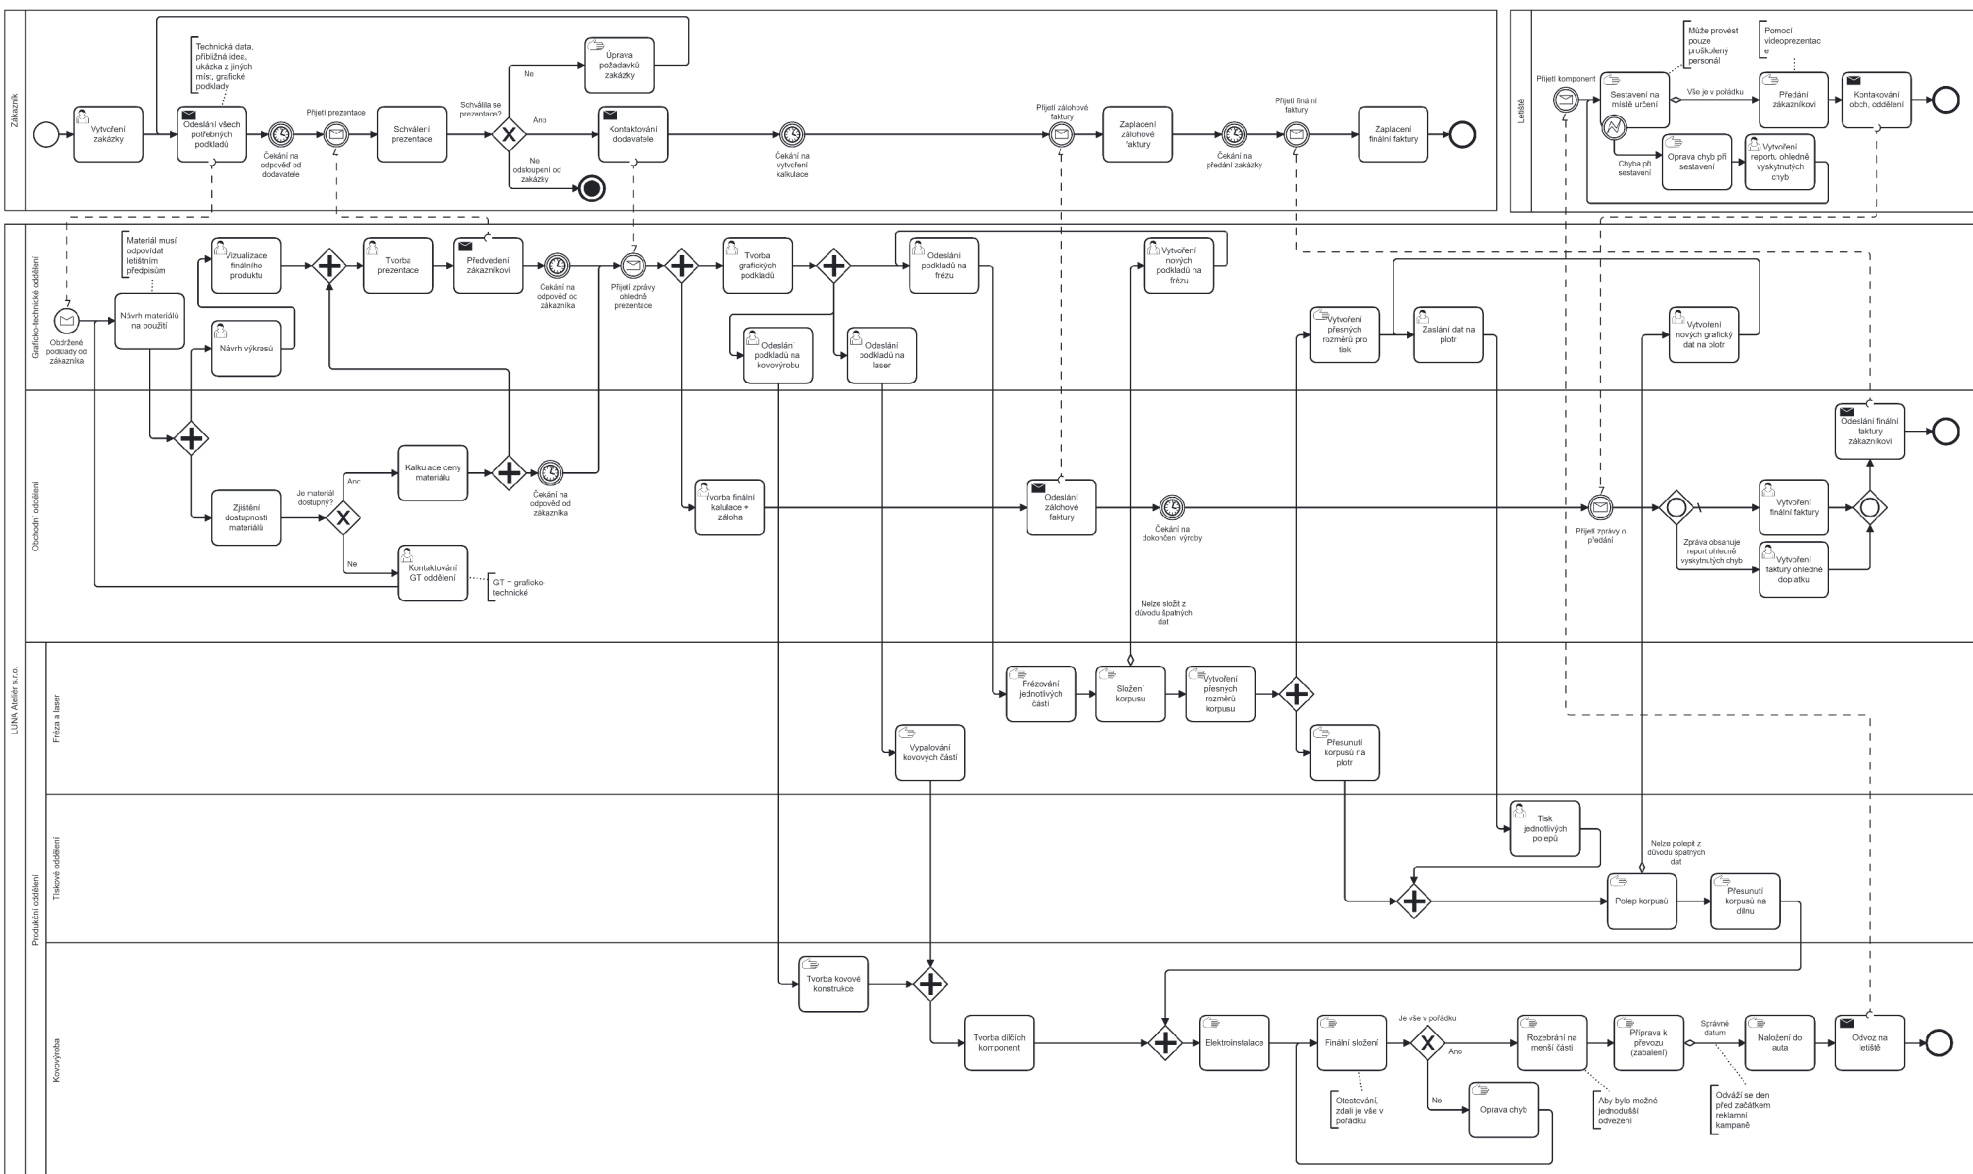 Zákazník
Technická data,
přibližná idea,
ukázka z jiných
míst, grafické
podklady
Vytvoření
zakázky
Odeslání všech
potřebných
podkladů
Čekání na
odpověď od
dodavatele
Přijetí prezentace
Schválení
prezentace
Schválila se
prezentace?
Ne
Úprava
požadavků
zakázky
Ano
Kontaktování
dodavatele
Ne
odstoupení od
zakázky
Čekání na
vytvoření
kalkulace
Přijetí zálohové
faktury
Zaplacení
zálohové
faktury
Čekání na
předání zakázky
Přijetí finální
faktury
Zaplacení
finální faktury
Letiště
Přijetí komponent
Může provést
pouze
proškolený
personál
Pomocí
videoprezentac
e
Sestavení na
místě určení
Vše je v pořádku
Předání
zákazníkovi
Kontakování
obch, oddělení
Chyba při
sestavení
Oprava chyb při
sestavení
Vytvoření
reportu ohledně
vyskytnutých
chyb
LUNA Ateliér s.r.o.
Graficko-technické oddělení
Obdržené
podklady od
zákazníka
Materiál musí
odpovídat
letištním
předpisům
Návrh materiálů
na použití
Vizualizace
finálního
produktu
Návrh výkresů
Tvorba
prezentace
Předvedení
zákazníkovi
Čekání na
odpověď od
zákazníka
Přijetí zprávy
ohledně
prezentace
Tvorba
grafických
podkladů
Odeslání
podkladů na
frézu
Odeslání
podkladů na
kovovýrobu
Odeslání
podkladů na
laser
Vytvoření
nových
podkladů na
frézu
Vytvoření
přesných
rozměrů pro
tisk
Zaslání dat na
plotr
Vytvoření
nových grafický
dat na plotr
Obchodní oddělení
Zjištění
dostupnosti
materiálů
Je materiál
dostupný?
Ano
Kalkulace ceny
materiálu
Ne
Kontaktování
GT oddělení
GT = graficko-
technické
Čekání na
odpověď od
zákazníka
Tvorba finální
kalulace +
záloha
Odeslání
zálohové
faktury
Čekání na
dokončení výroby
Nelze složit z
důvodu špatných
dat
Přijetí zprávy o
předání
Zpráva obsahuje
report ohledně
vyskytnutých chyb
Vytvoření
finální faktury
Vytvoření
faktury ohledně
doplatku
Odeslání finální
faktury
zákazníkovi
Produkční oddělení
Fréza a laser
Frézování
jednotlivých
částí
Složení
korpusu
Vytvoření
přesných
rozměrů
korpusu
Vypalování
kovových částí
Přesunutí
korpusů na
plotr
Tiskové oddělení
Tisk
jednotlivých
polepů
Nelze polepit z
důvodu špatných
dat
Polep korpusů
Přesunutí
korpusů na
dílnu
Kovovýroba
Tvorba kovové
konstrukce
Tvorba dílčích
komponent
Elektroinstalace
Finální složení
Otestování,
zdali je vše v
pořádku
Je vše v pořádku
Ano
Ne
Oprava chyb
Rozebrání na
menší části
Aby bylo možné
jednodušší
odvezení
Příprava k
převozu
(zabalení)
Správné
datum
Odváží se den
před začátkem
reklamní
kampaně
Naložení do
auta
Odvoz na
letiště